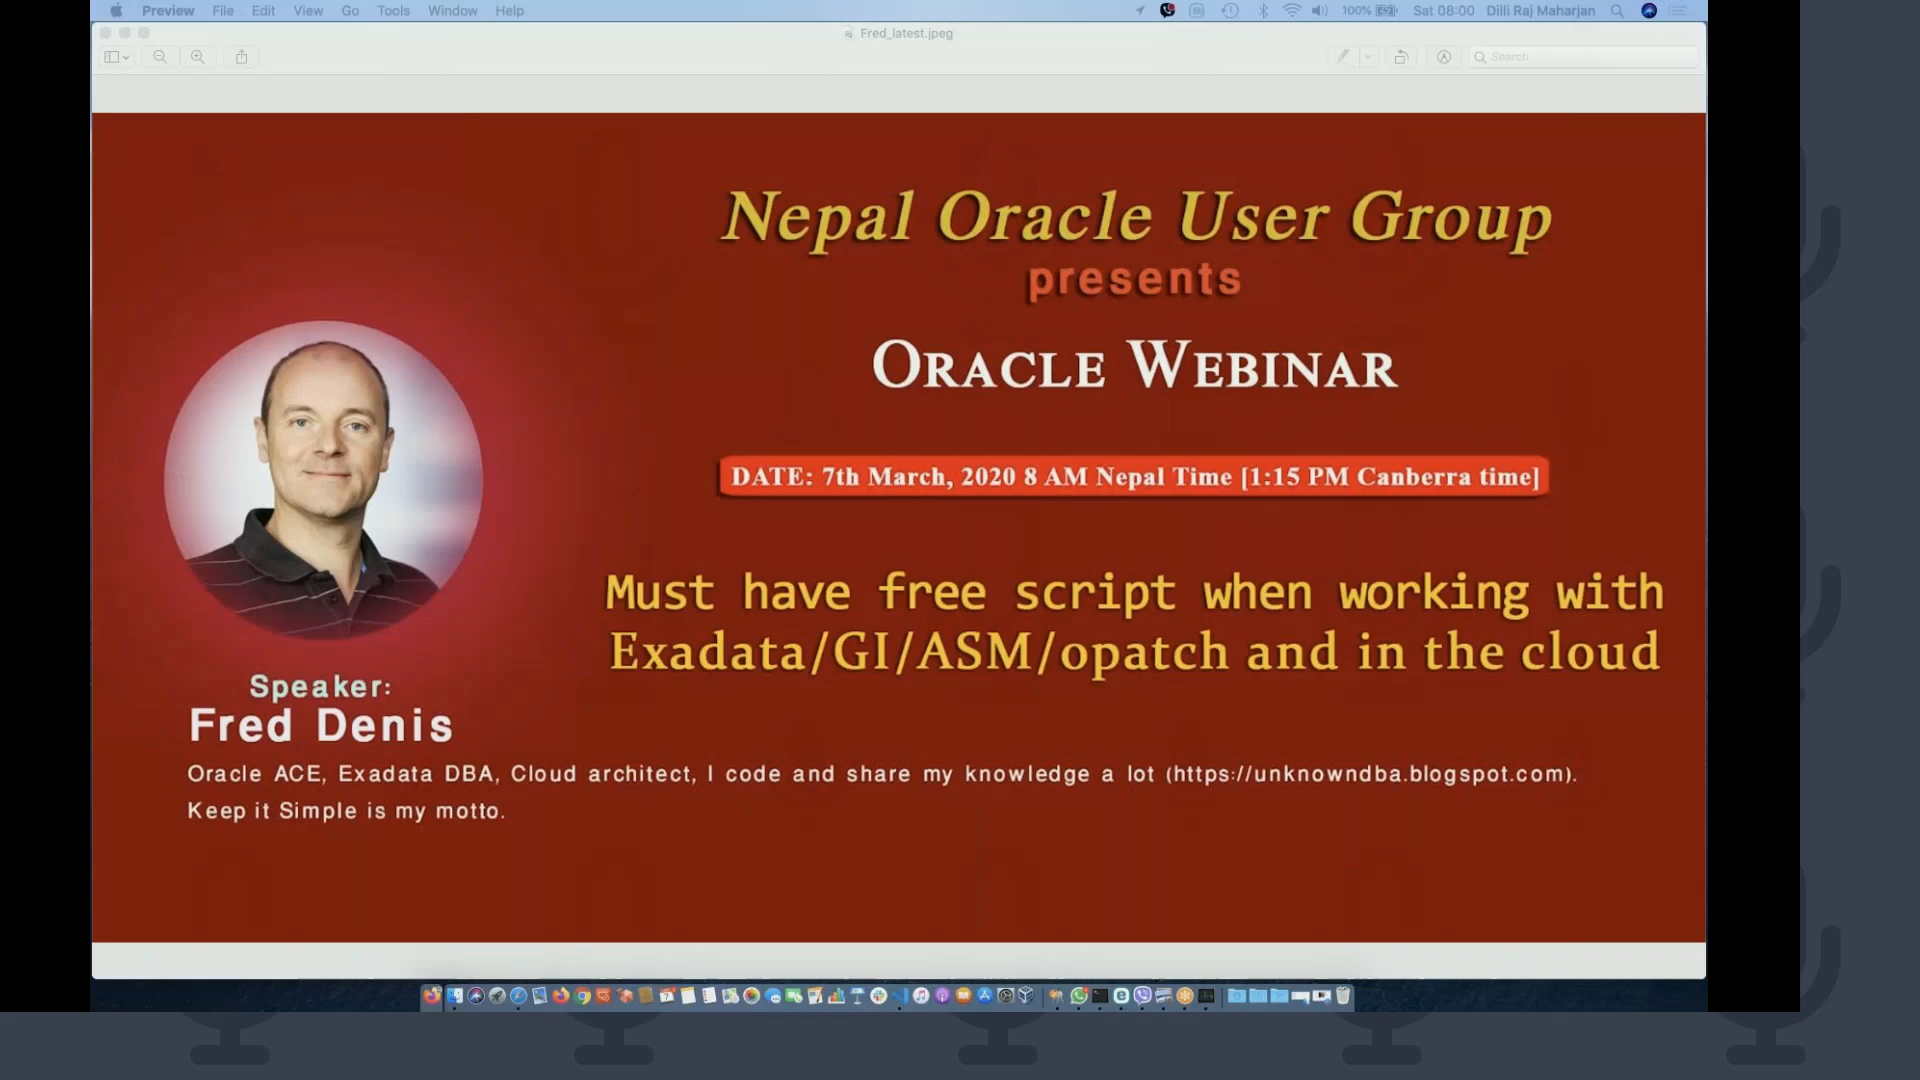 Preview File Edit View Go Tools Window Help
100% Sat 08:00 Dilli Raj Maharjan
Fred_latest.jpeg
Search
Nepal Oracle User Group
presents
Oracle Webinar
DATE: 7th March, 2020 8 AM Nepal Time [1:15 PM Canberra time]
Must have free script when working with
Exadata/GI/ASM/opatch and in the cloud
Speaker:
Fred Denis
Oracle ACE, Exadata DBA, Cloud architect, I code and share my knowledge a lot (https://unknowndba.blogspot.com).
Keep it Simple is my motto.